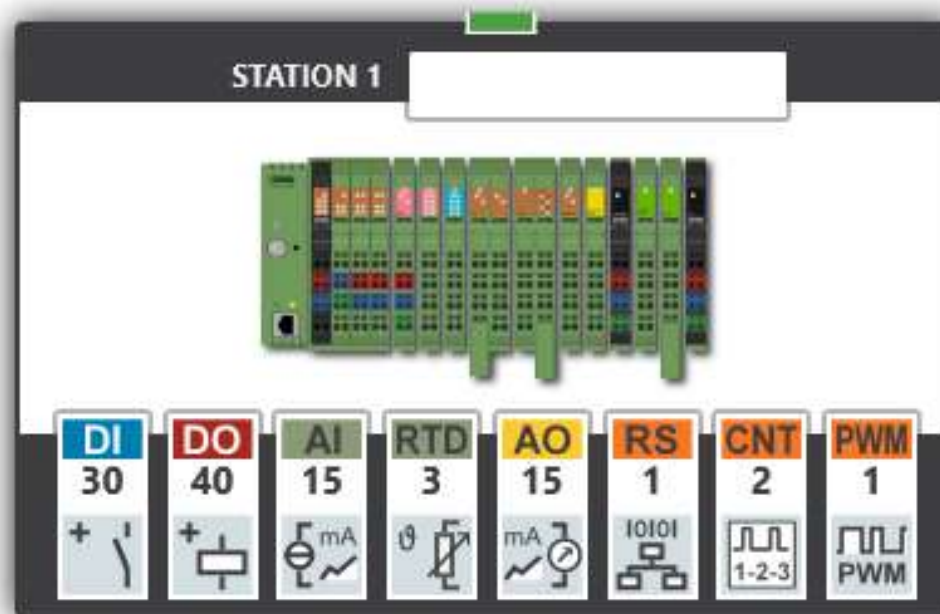 STATION 1
DI DO AI RTD AO RS CNT PWM
30 40 15 3 15 1 2 1
+ + mA ϑ mA IOIOI
1-2-3 PWM